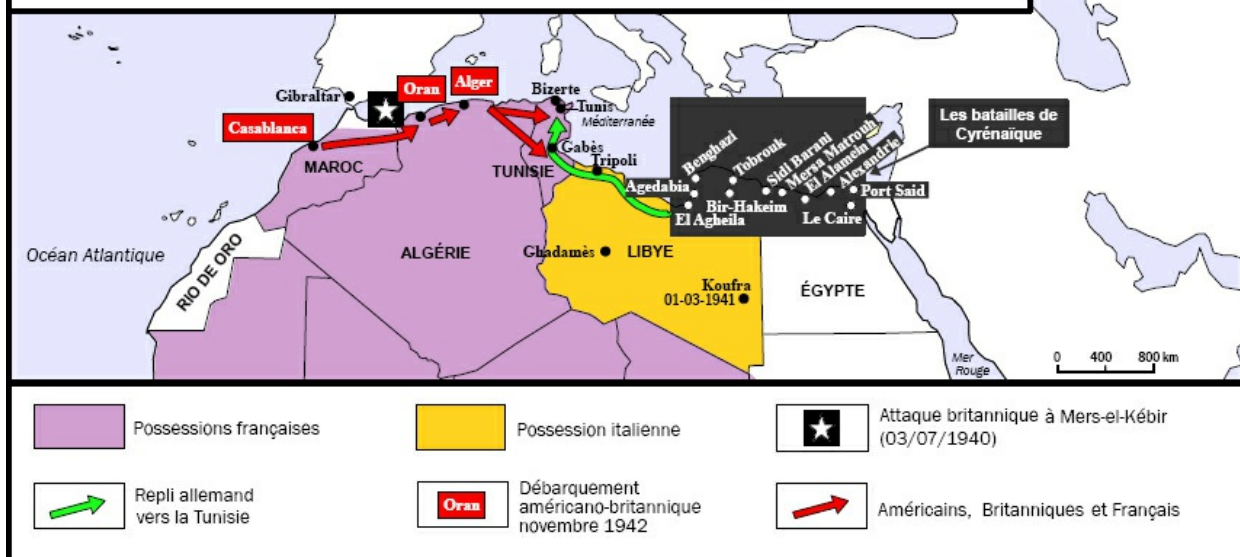 Gibraltar
Oran
Alger
Bizerte
Tunis
Méditerranée
Casablanca
MAROC
Gabès
TUNISIE
Tripoli
Benghazi
Tobrouk
Sidi Barani
Mersa Matrouh
El Alamein
Alexandrie
Les batailles de
Cyrénaïque
Agedabia
Port Said
Bir-Hakeim
El Agheila
Le Caire
Océan Atlantique
RIO DE ORO
ALGÉRIE
Ghadamès
LIBYE
Koufra
01-03-1941
ÉGYPTE
Mer
Rouge
0 400 800 km
Possessions françaises
Possession italienne
Attaque britannique à Mers-el-Kébir
(03/07/1940)
Repli allemand
vers la Tunisie
Oran
Débarquement
américano-britannique
novembre 1942
Américains, Britanniques et Français